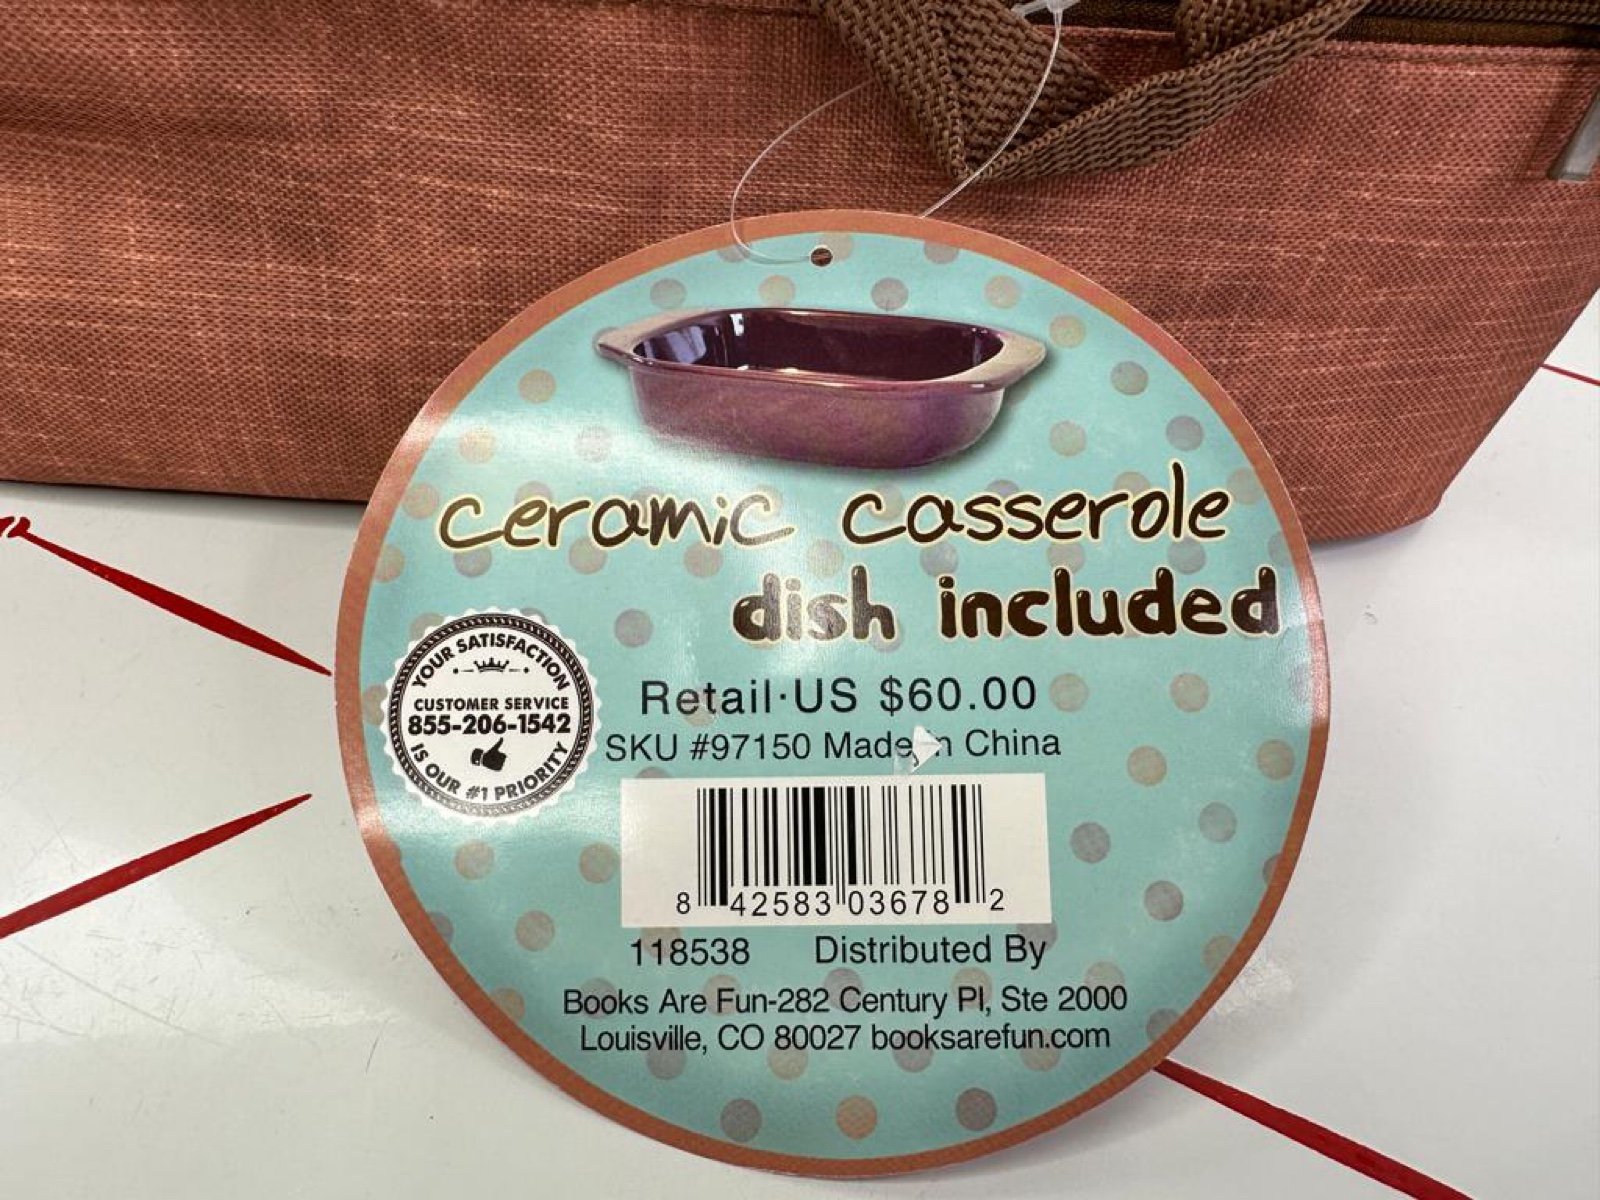 ceramic casserole
dish included
YOUR SATISFACTION
CUSTOMER SERVICE
855-206-1542
IS OUR #1 PRIORITY
Retail·US $60.00
SKU #97150 Made in China
8 42583 03678 2
118538 Distributed By
Books Are Fun-282 Century Pl, Ste 2000
Louisville, CO 80027 booksarefun.com